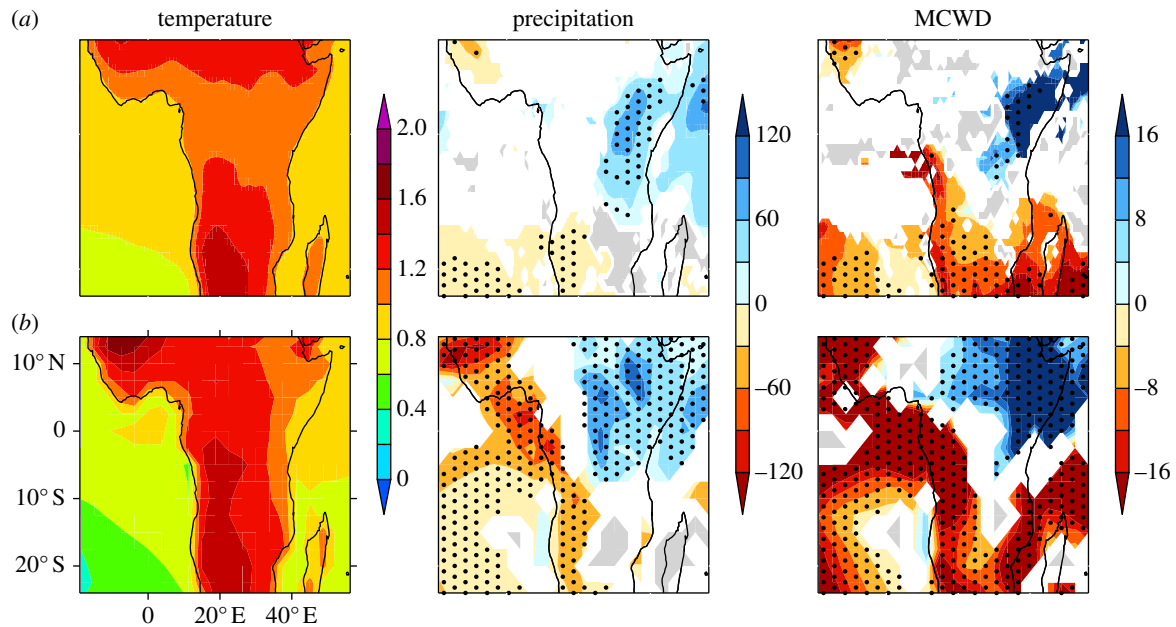 (a) temperature precipitation MCWD
2.0 120 16
1.6 60 8
1.2 0 0
0.8 −60 −8
0.4 −120 −16
0
(b)
10° N
0
10° S
20° S
0 20° E 40° E